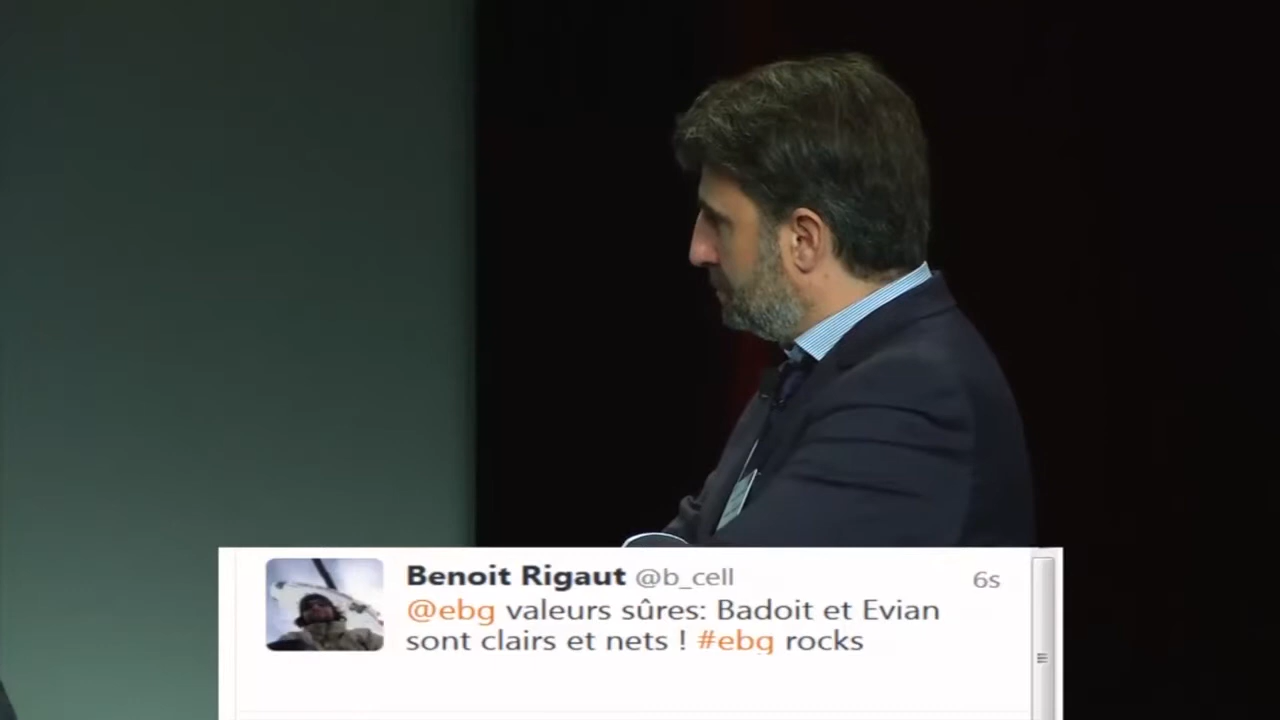 Benoit Rigaut @b_cell 6s
@ebg valeurs sûres: Badoit et Evian
sont clairs et nets ! #ebg rocks